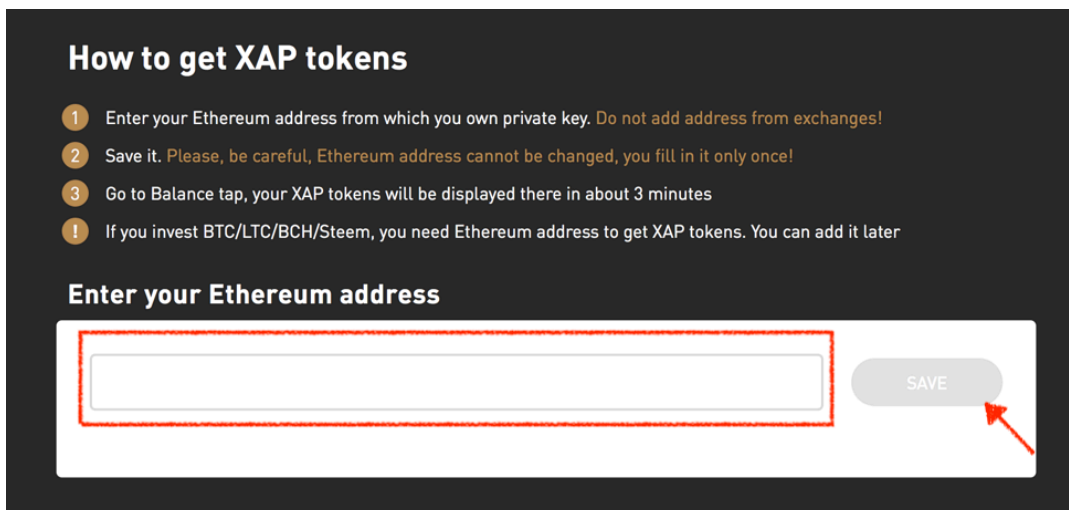 How to get XAP tokens
1 Enter your Ethereum address from which you own private key. Do not add address from exchanges!
2 Save it. Please, be careful, Ethereum address cannot be changed, you fill in it only once!
3 Go to Balance tap, your XAP tokens will be displayed there in about 3 minutes
! If you invest BTC/LTC/BCH/Steem, you need Ethereum address to get XAP tokens. You can add it later
Enter your Ethereum address
SAVE